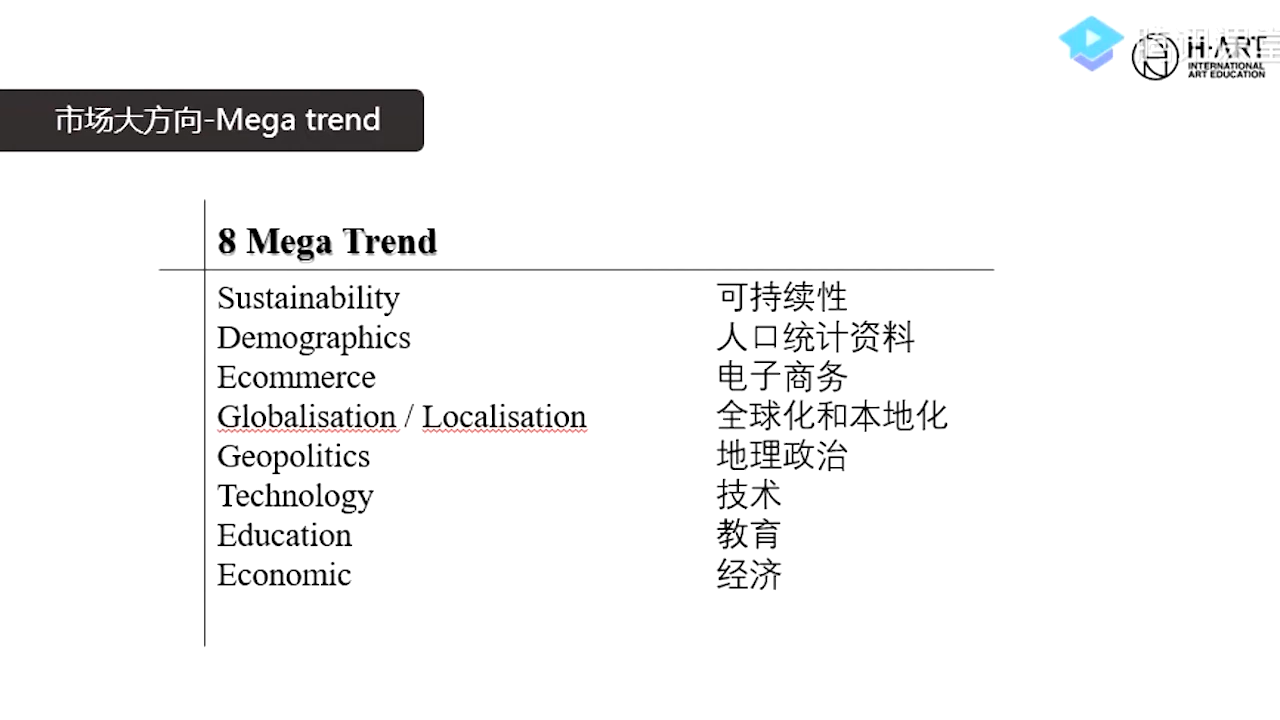 H·ART
INTERNATIONAL
ART EDUCATION
市场大方向-Mega trend
8 Mega Trend
Sustainability 可持续性
Demographics 人口统计资料
Ecommerce 电子商务
Globalisation / Localisation 全球化和本地化
Geopolitics 地理政治
Technology 技术
Education 教育
Economic 经济